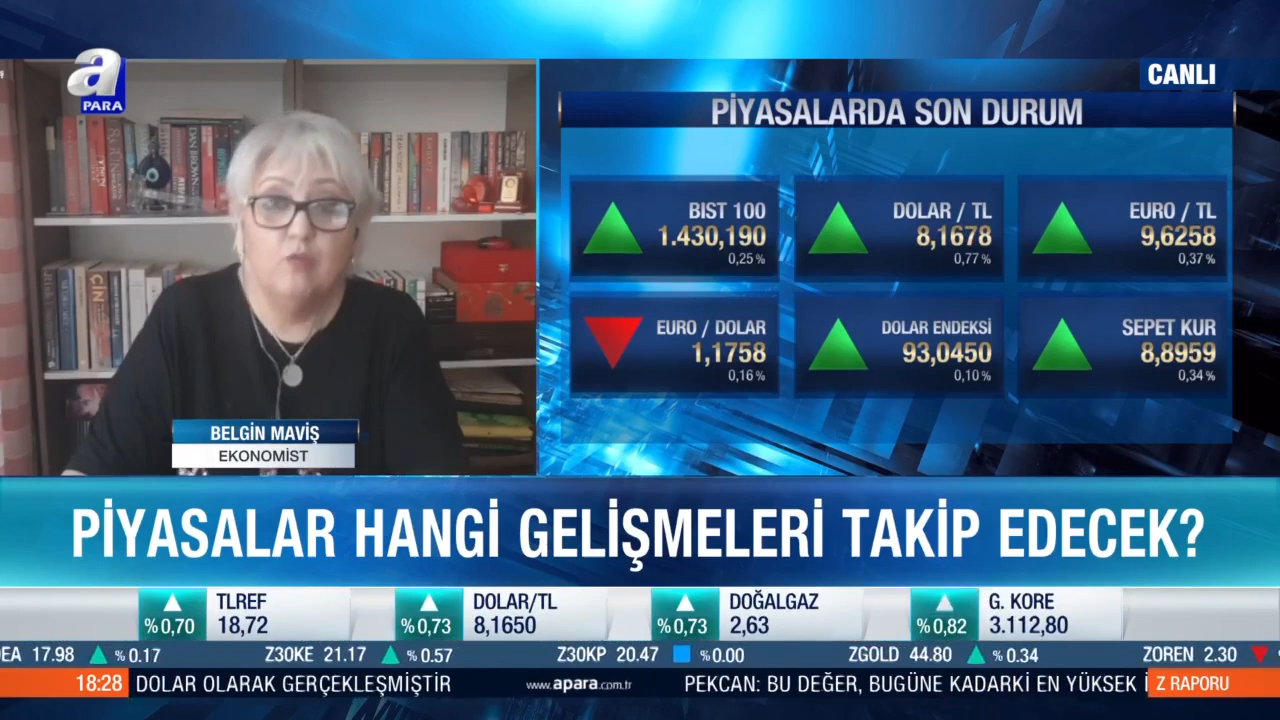 a
PARA
CANLI
PİYASALARDA SON DURUM
BIST 100
1.430,190
0,25 %
DOLAR / TL
8,1678
0,77 %
EURO / TL
9,6258
0,37 %
EURO / DOLAR
1,1758
0,16 %
DOLAR ENDEKSİ
93,0450
0,10 %
SEPET KUR
8,8959
0,34 %
DAN BROWN
CİN
BELGİN MAVİŞ
EKONOMİST
PİYASALAR HANGİ GELİŞMELERİ TAKİP EDECEK?
% 0,70 TLREF 18,72
% 0,73 DOLAR/TL 8,1650
% 0,73 DOĞALGAZ 2,63
% 0,82 G. KORE 3.112,80
EA 17.98 % 0.17 Z30KE 21.17 % 0.57 Z30KP 20.47 % 0.00 ZGOLD 44.80 % 0.34 ZOREN 2.30
18:28 DOLAR OLARAK GERÇEKLEŞMİŞTİR www.apara.com.tr PEKCAN: BU DEĞER, BUGÜNE KADARKİ EN YÜKSEK Z RAPORU